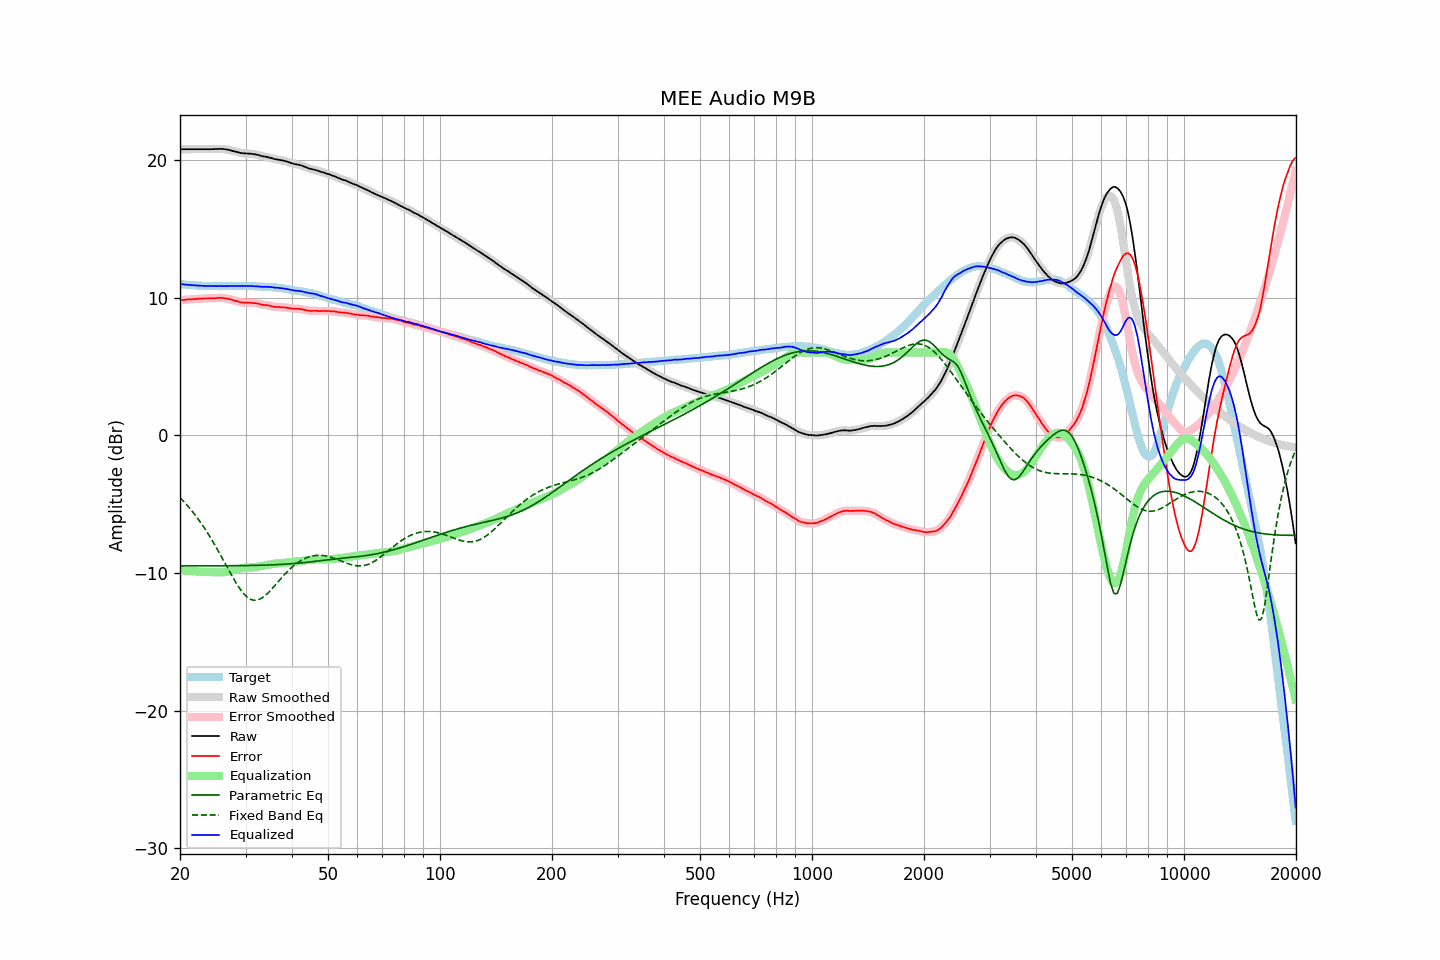 MEE Audio M9B
Amplitude (dBr)
20
10
0
−10
−20
−30
Target
Raw Smoothed
Error Smoothed
Raw
Error
Equalization
Parametric Eq
Fixed Band Eq
Equalized
20 50 100 200 500 1000 2000 5000 10000 20000
Frequency (Hz)